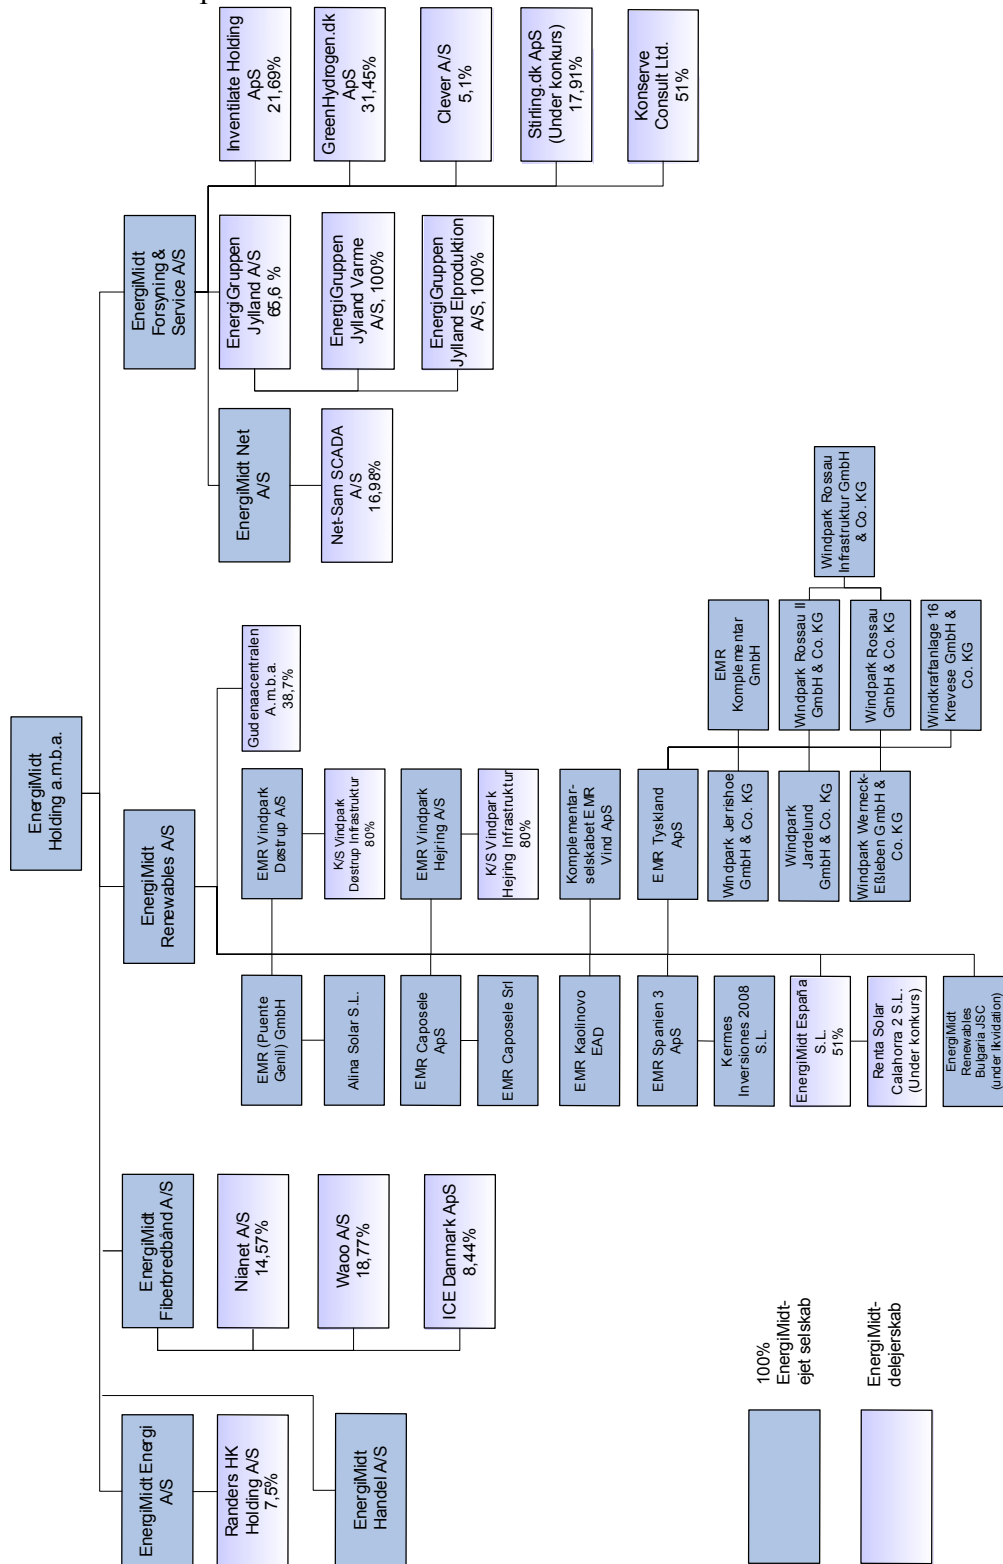 EnergiMidt
Holding a.m.b.a.
EnergiMidt Energi
A/S
Randers HK
Holding A/S
7,5%
EnergiMidt
Handel A/S
EnergiMidt
Fiberbredbånd A/S
Nianet A/S
14,57%
Waoo A/S
18,77%
ICE Danmark ApS
8,44%
EnergiMidt
Renewables A/S
Gudenaacentralen
A.m.b.a.
38,7%
EMR (Puente
Genil) GmbH
Alina Solar S.L.
EMR Caposele
ApS
EMR Caposele Srl
EMR Kaolinovo
EAD
EMR Spanien 3
ApS
Kermes
Inversiones 2008
S.L.
EnergiMidt España
S.L.
51%
Renta Solar
Calahorra 2 S.L.
(Under konkurs)
EnergiMidt
Renewables
Bulgaria JSC
(under likvidation)
EMR Vindpark
Døstrup A/S
K/S Vindpark
Døstrup Infrastruktur
80%
EMR Vindpark
Hejring A/S
K/S Vindpark
Hejring Infrastruktur
80%
Komplementar-
selskabet EMR
Vind ApS
EMR Tyskland
ApS
Windpark Jerrishoe
GmbH & Co. KG
Windpark
Jardelund
GmbH & Co. KG
Windpark Werneck-
Eßleben GmbH &
Co. KG
EMR
Komplementar
GmbH
Windpark Rossau II
GmbH & Co. KG
Windpark Rossau
GmbH & Co. KG
Windkraftanlage 16
Krevese GmbH &
Co. KG
Windpark Rossau
Infrastruktur GmbH
& Co. KG
EnergiMidt
Forsyning &
Service A/S
EnergiMidt Net
A/S
Net-Sam SCADA
A/S
16,98%
EnergiGruppen
Jylland A/S
65,6 %
EnergiGruppen
Jylland Varme
A/S, 100%
EnergiGruppen
Jylland Elproduktion
A/S, 100%
Inventilate Holding
ApS
21,69%
GreenHydrogen.dk
ApS
31,45%
Clever A/S
5,1%
Stirling.dk ApS
(Under konkurs)
17,91%
Konserve
Consult Ltd.
51%
100%
EnergiMidt-
ejet selskab
EnergiMidt-
delejerskab